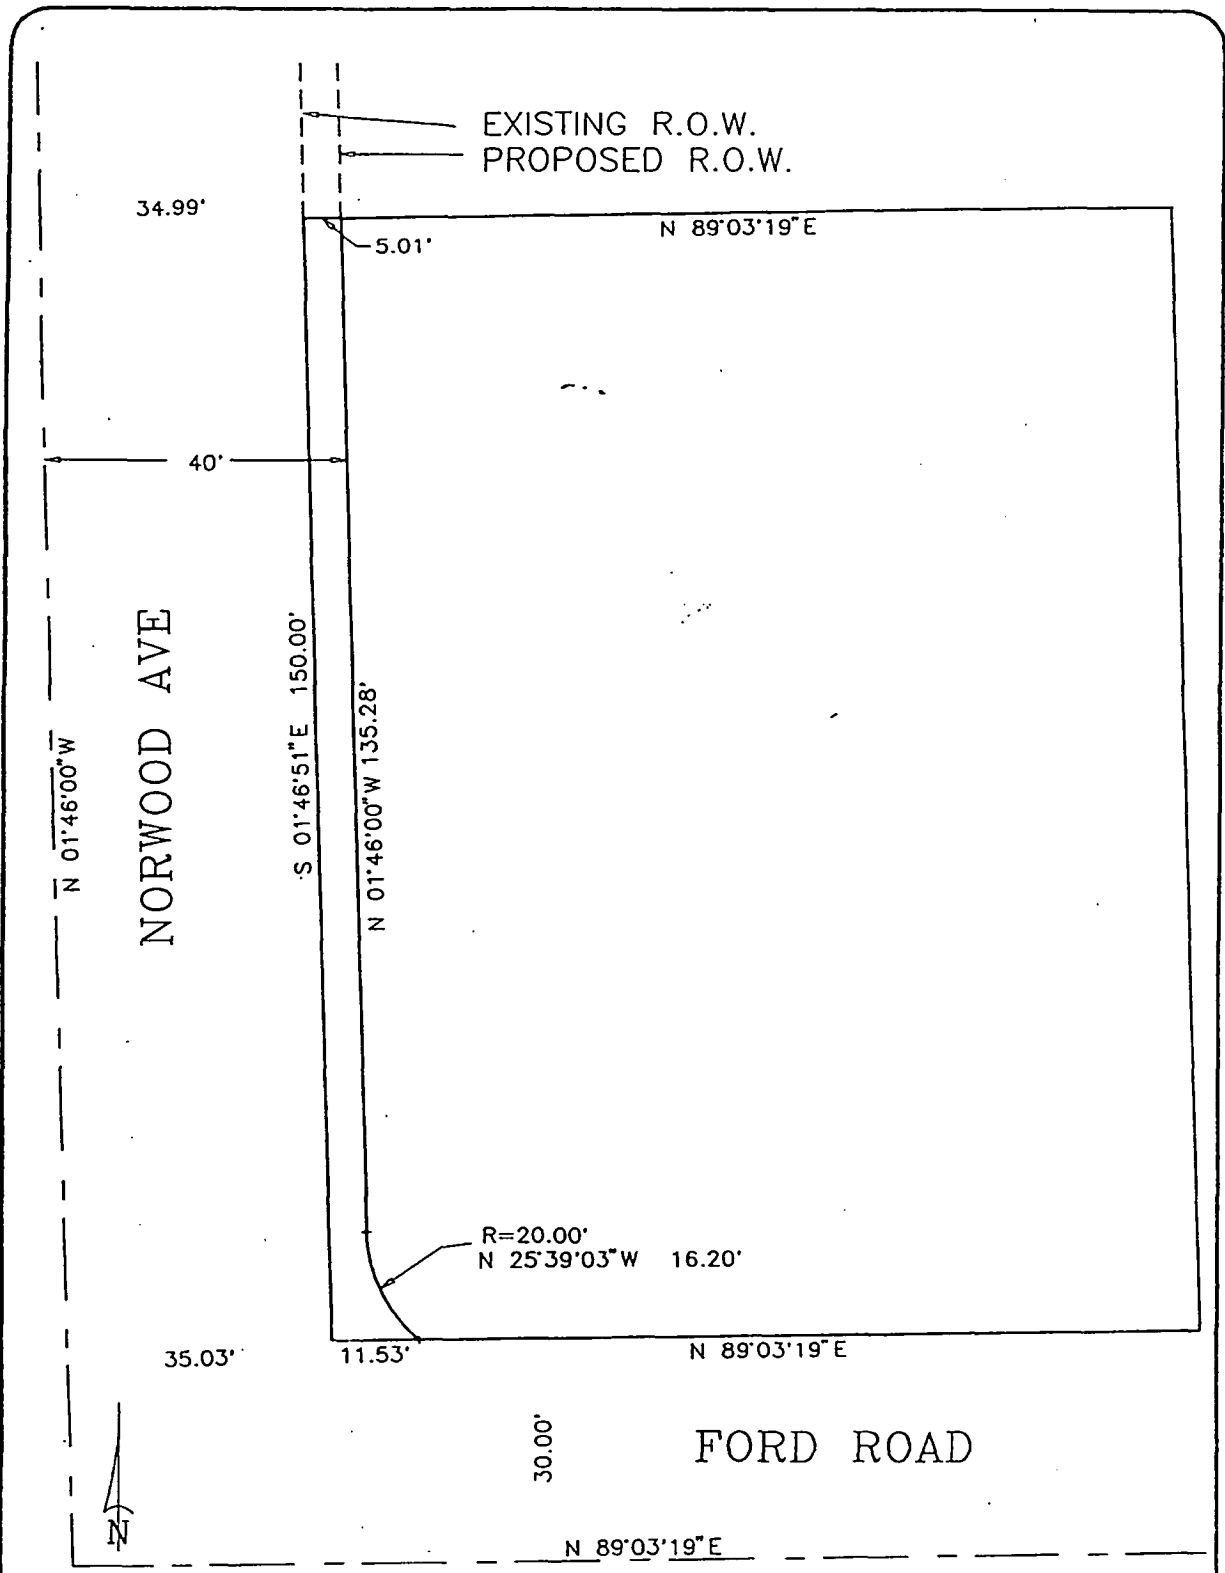 EXISTING R.O.W.
PROPOSED R.O.W.
34.99'
N 89°03'19"E
5.01'
40'
NORWOOD AVE
N 01°46'00"W
S 01°46'51"E 150.00'
N 01°46'00"W 135.28'
R=20.00'
N 25°39'03"W 16.20'
35.03'
11.53'
N 89°03'19"E
30.00'
FORD ROAD
N
N 89°03'19"E